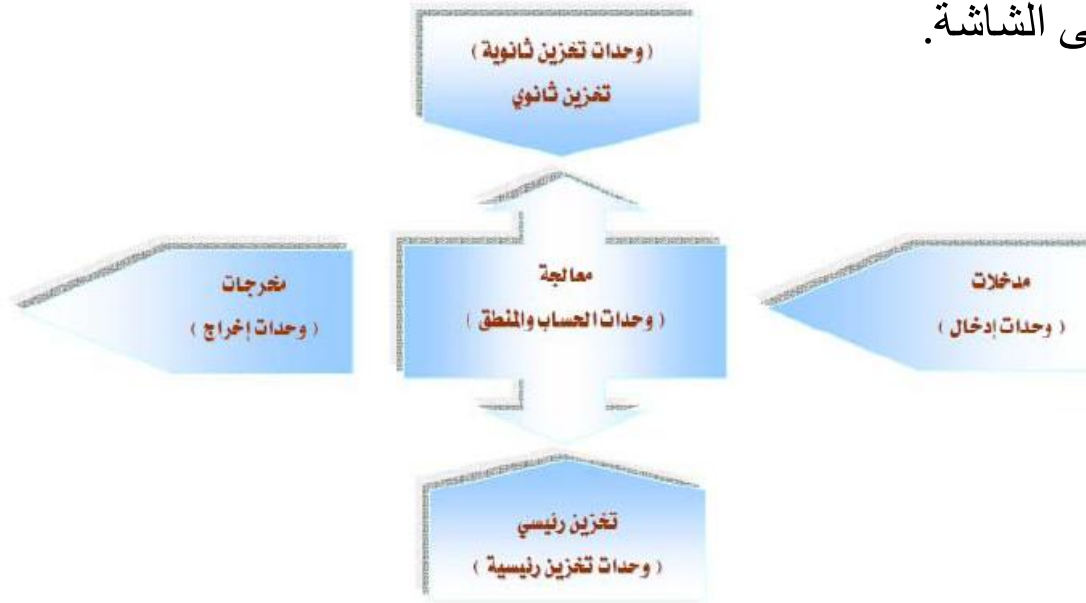 الشاشة.
(وحدات تخزين ثانوية)
تخزين ثانوي
مدخلات
(وحدات إدخال)
معالجة
(وحدات الحساب والمنطق)
مخرجات
(وحدات إخراج)
تخزين رئيسي
(وحدات تخزين رئيسية)